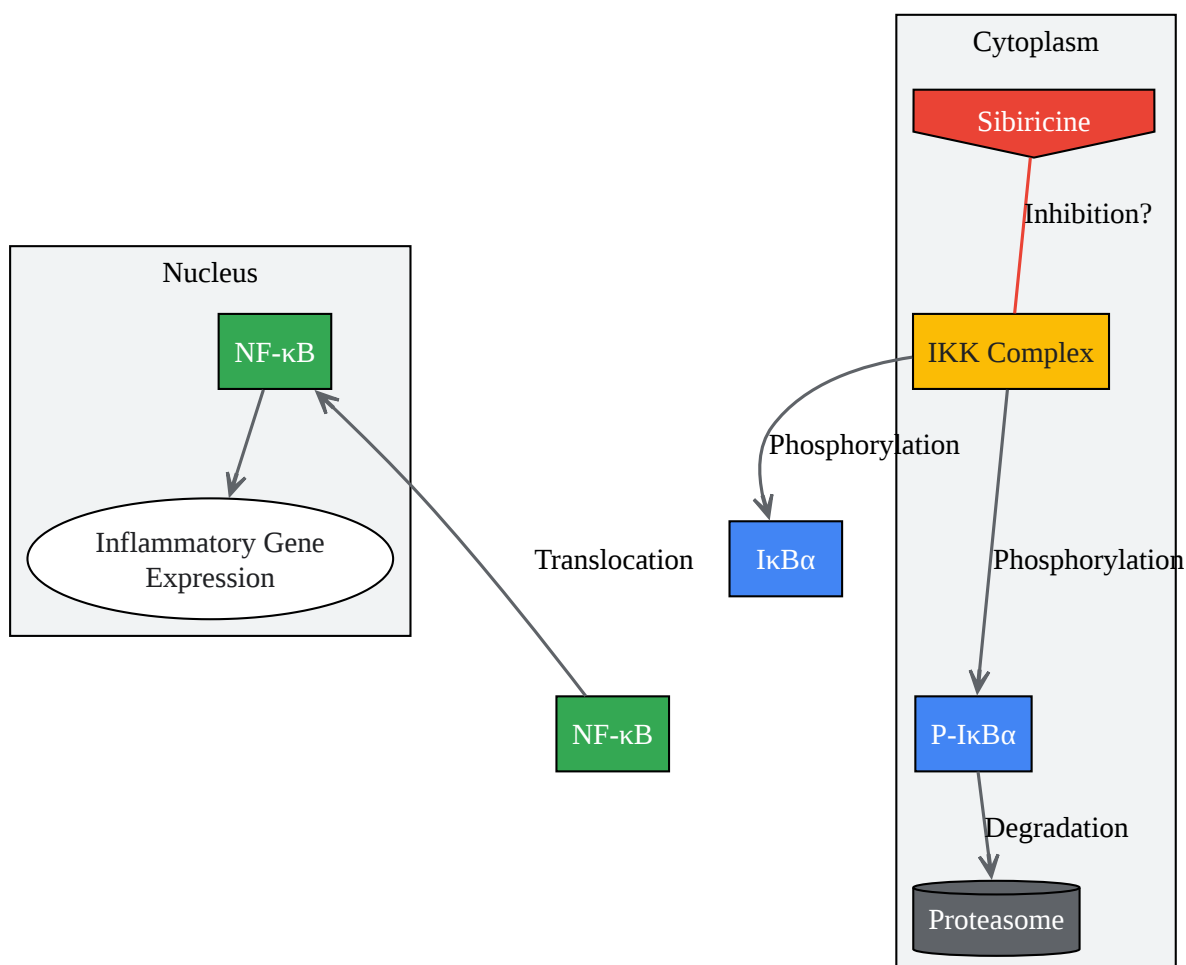 Cytoplasm
Sibiricine
Inhibition?
Nucleus
NF-κB
IKK Complex
Phosphorylation
Inflammatory Gene
Expression
Translocation
IκBα
Phosphorylation
NF-κB
P-IκBα
Degradation
Proteasome